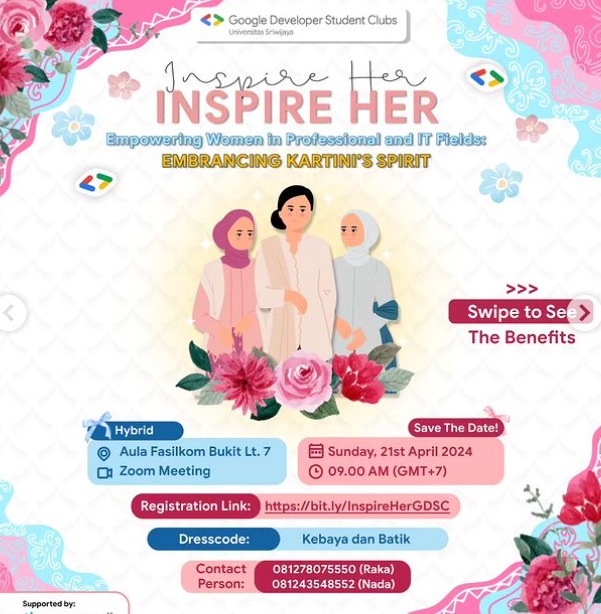 Google Developer Student Clubs
Universitas Sriwijaya
Inspire Her
INSPIRE HER
Empowering Women in Professional and IT Fields:
EMBRANCING KARTINI'S SPIRIT
>>>
Swipe to See
The Benefits
Hybrid
Aula Fasilkom Bukit Lt. 7
Zoom Meeting
Save The Date!
Sunday, 21st April 2024
09.00 AM (GMT+7)
Registration Link: https://bit.ly/InspireHerGDSC
Dresscode: Kebaya dan Batik
Contact Person:
081278075550 (Raka)
081243548552 (Nada)
Supported by: